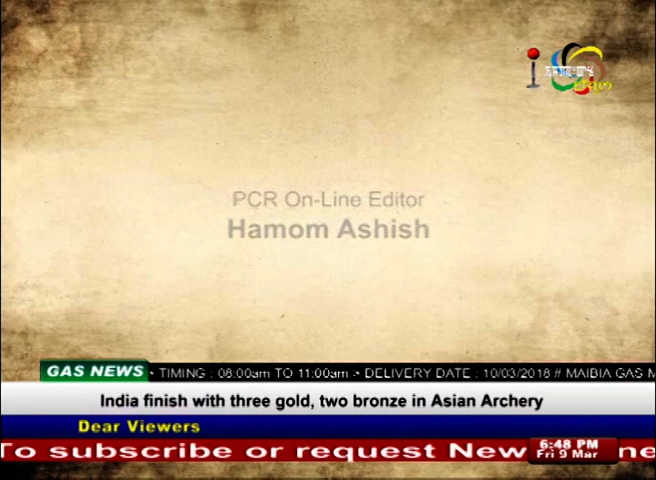 PCR On-Line Editor
Hamom Ashish
GAS NEWS
> TIMING : 08:00am TO 11:00am > DELIVERY DATE : 10/03/2018 # MAIBIA GAS M
India finish with three gold, two bronze in Asian Archery
Dear Viewers
To subscribe or request New
ne
6:48 PM
Fri 9 Mar